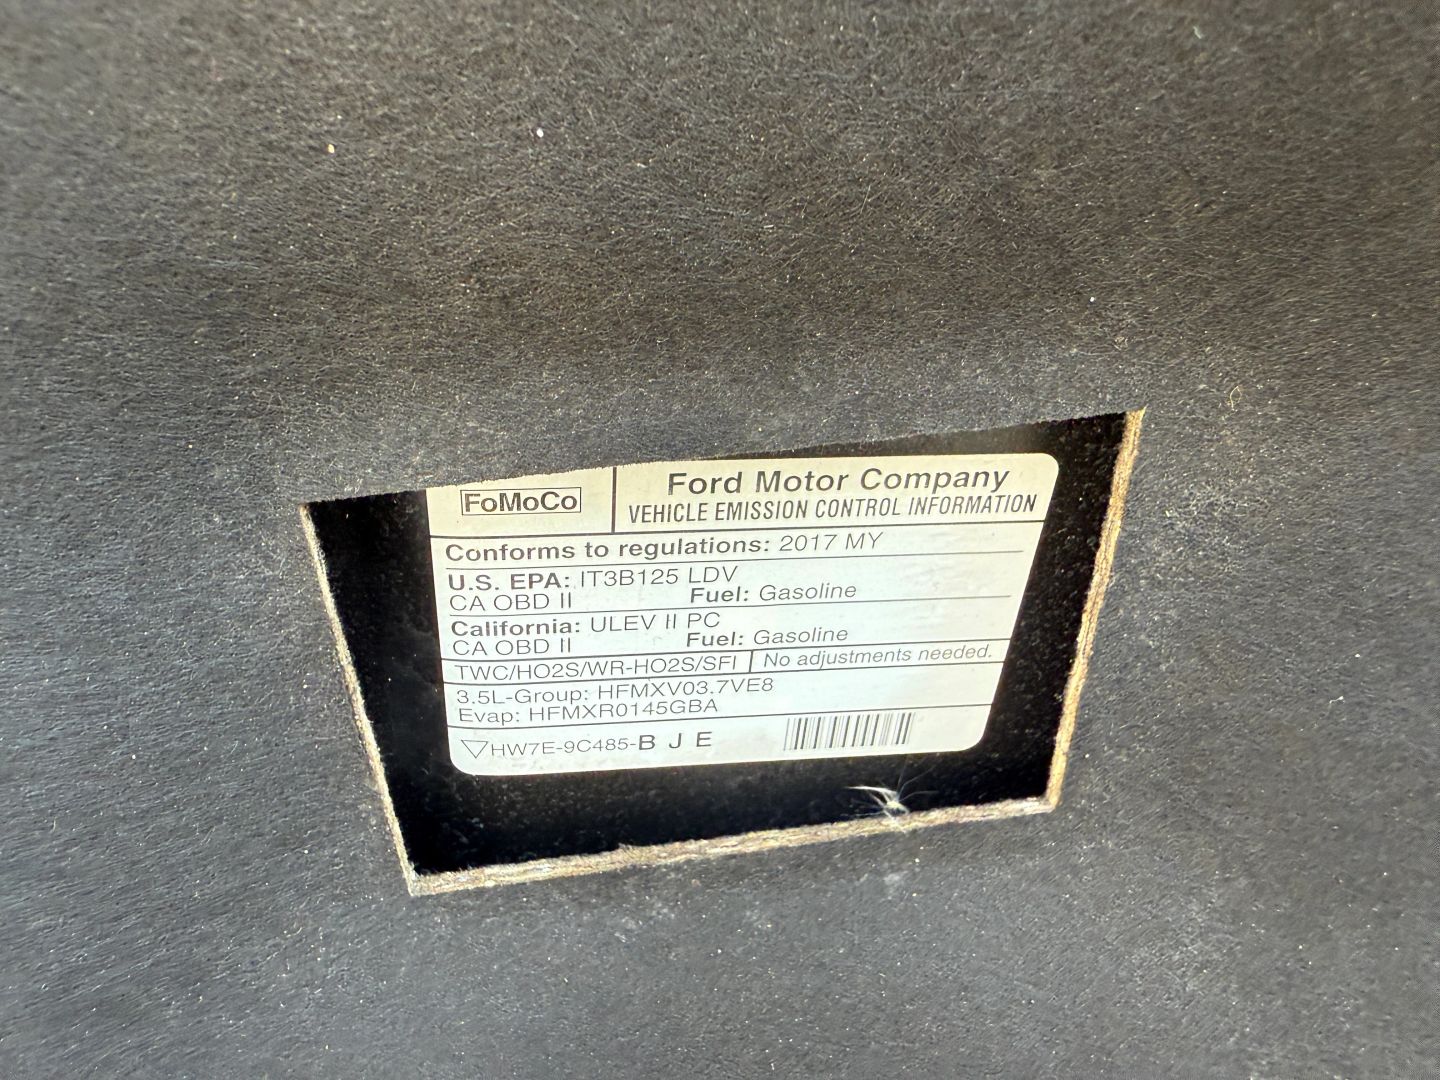 FoMoCo
Ford Motor Company
VEHICLE EMISSION CONTROL INFORMATION
Conforms to regulations: 2017 MY
U.S. EPA: IT3B125 LDV
CA OBD II Fuel: Gasoline
California: ULEV II PC
CA OBD II Fuel: Gasoline
TWC/HO2S/WR-HO2S/SFI No adjustments needed.
3.5L-Group: HFMXV03.7VE8
Evap: HFMXR0145GBA
HW7E-9C485-B J E